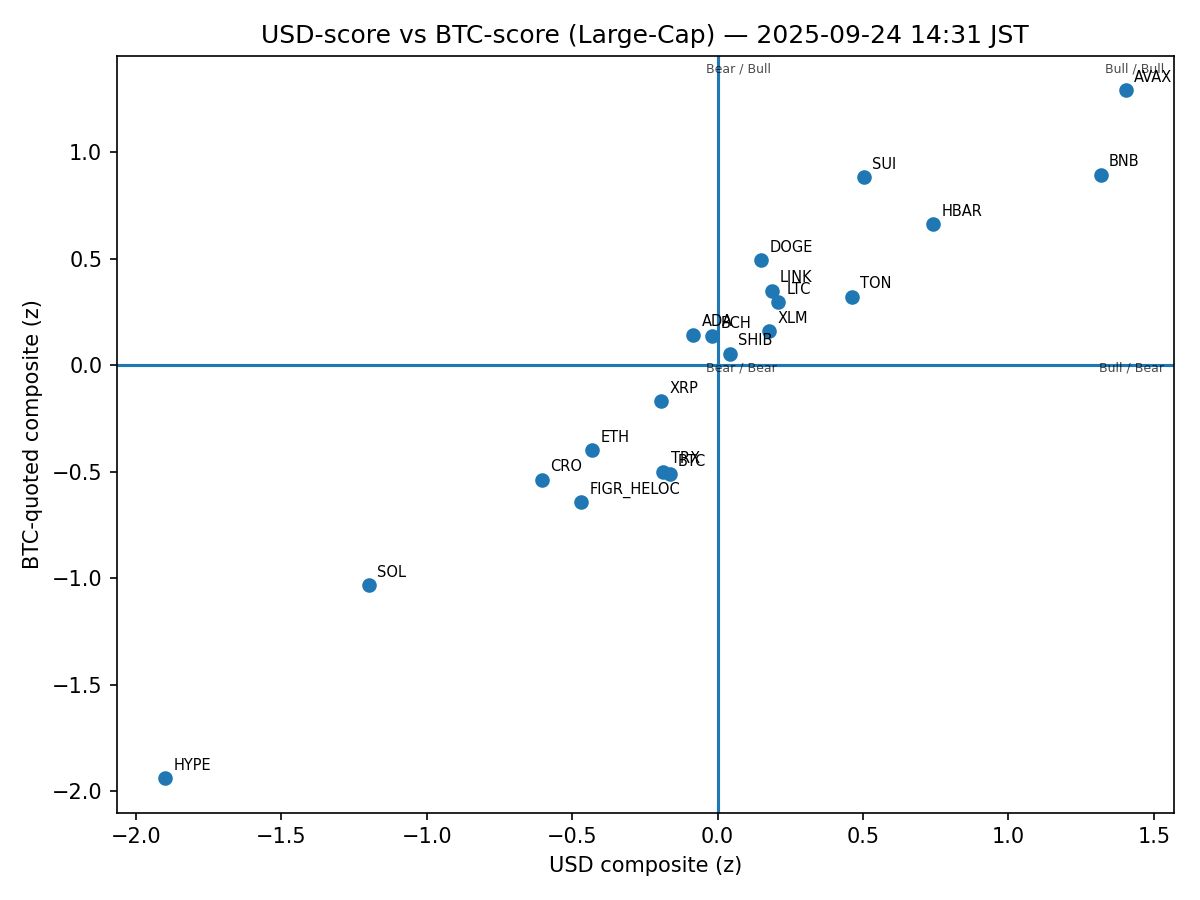 USD-score vs BTC-score (Large-Cap) — 2025-09-24 14:31 JST
Bear / Bull
Bull / Bull
AVAX
BNB
SUI
HBAR
DOGE
LINK
LTC
TON
XLM
ADA
BCH
SHIB
Bear / Bear
Bull / Bear
XRP
ETH
TRX
BTC
CRO
FIGR_HELOC
SOL
HYPE
1.0
0.5
0.0
−0.5
−1.0
−1.5
−2.0
BTC-quoted composite (z)
−2.0 −1.5 −1.0 −0.5 0.0 0.5 1.0 1.5
USD composite (z)